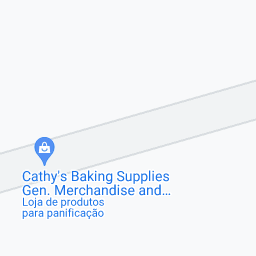 Cathy's Baking Supplies
Gen. Merchandise and…
Loja de produtos
para panificação